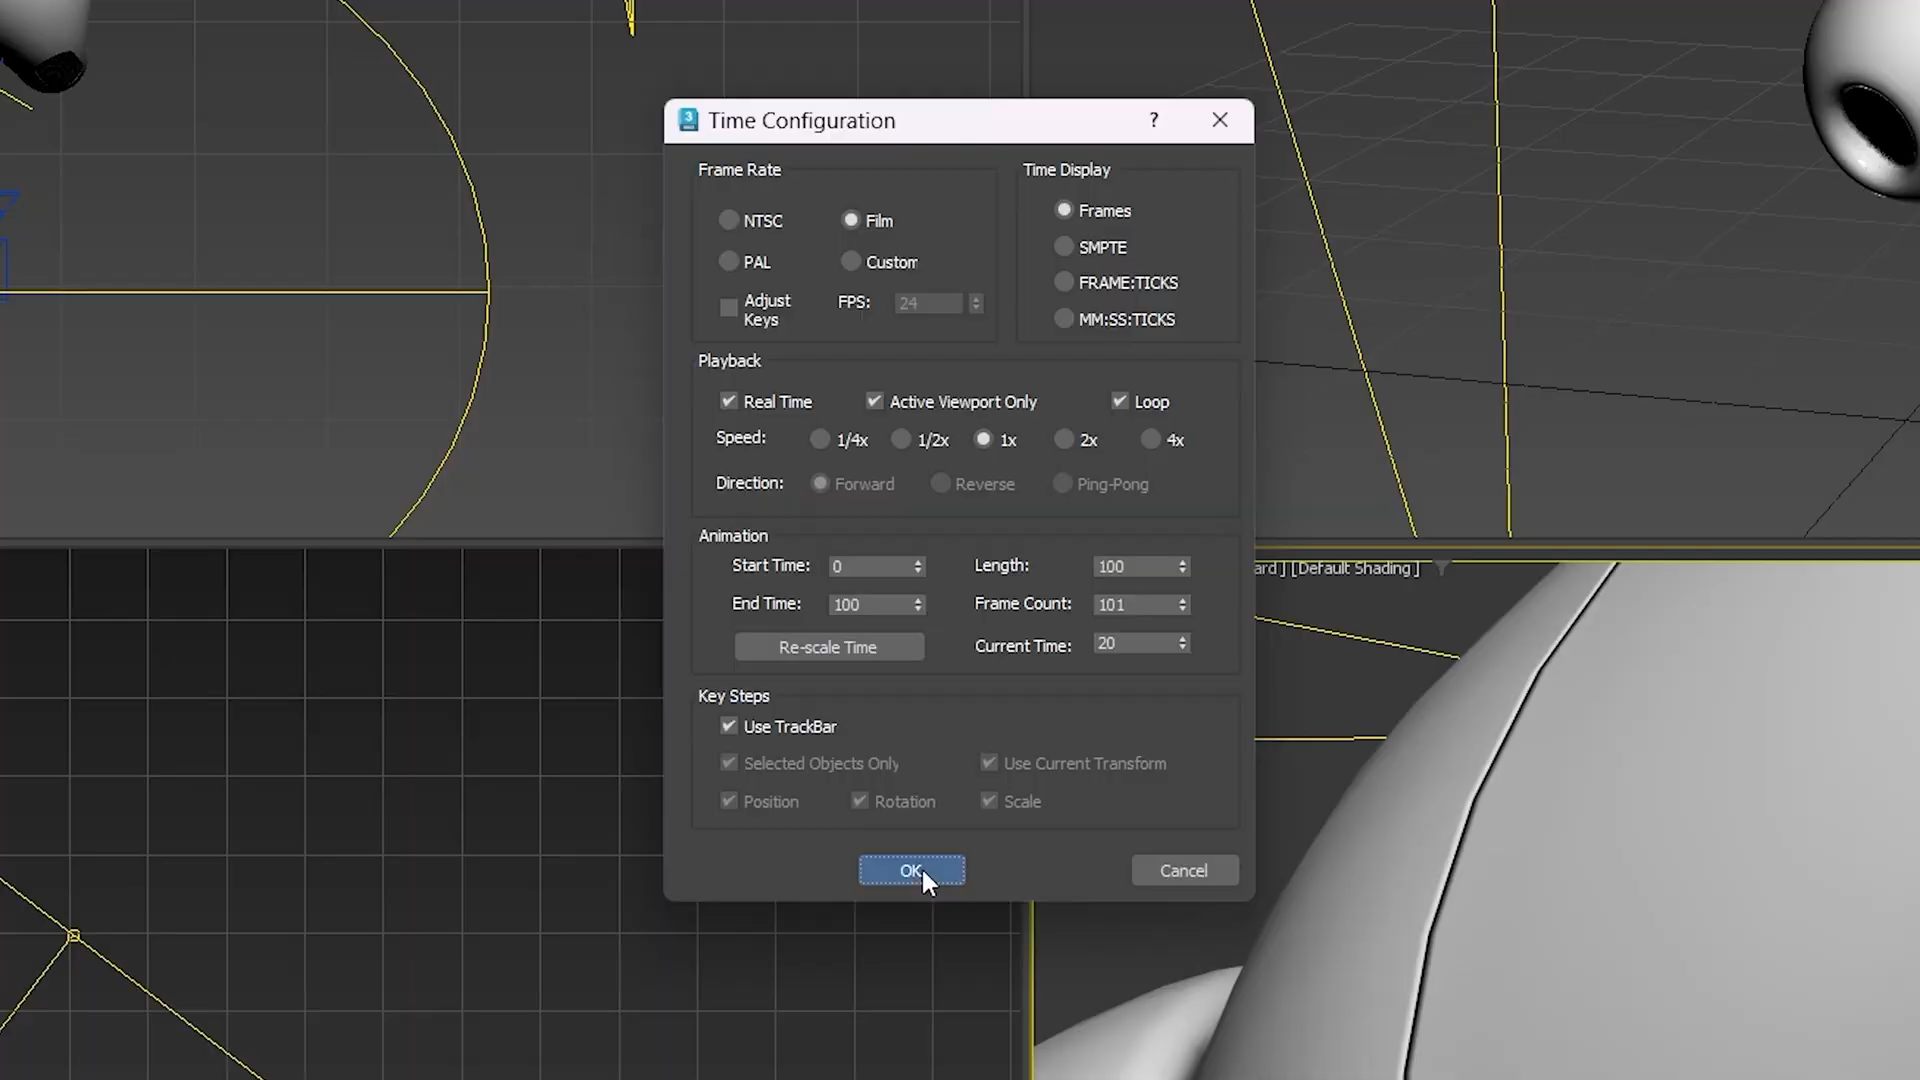 3
Time Configuration
?
Frame Rate
Time Display
NTSC
Film
Frames
SMPTE
PAL
Custom
FRAME:TICKS
Adjust
Keys
FPS:
24
MM:SS:TICKS
Playback
Real Time
Active Viewport Only
Loop
Speed:
1/4x
1/2x
1x
2x
4x
Direction:
Forward
Reverse
Ping-Pong
Animation
Start Time:
0
Length:
100
ard ] [Default Shading ]
End Time:
100
Frame Count:
101
Re-scale Time
Current Time:
20
Key Steps
Use TrackBar
Selected Objects Only
Use Current Transform
Position
Rotation
Scale
OK
Cancel